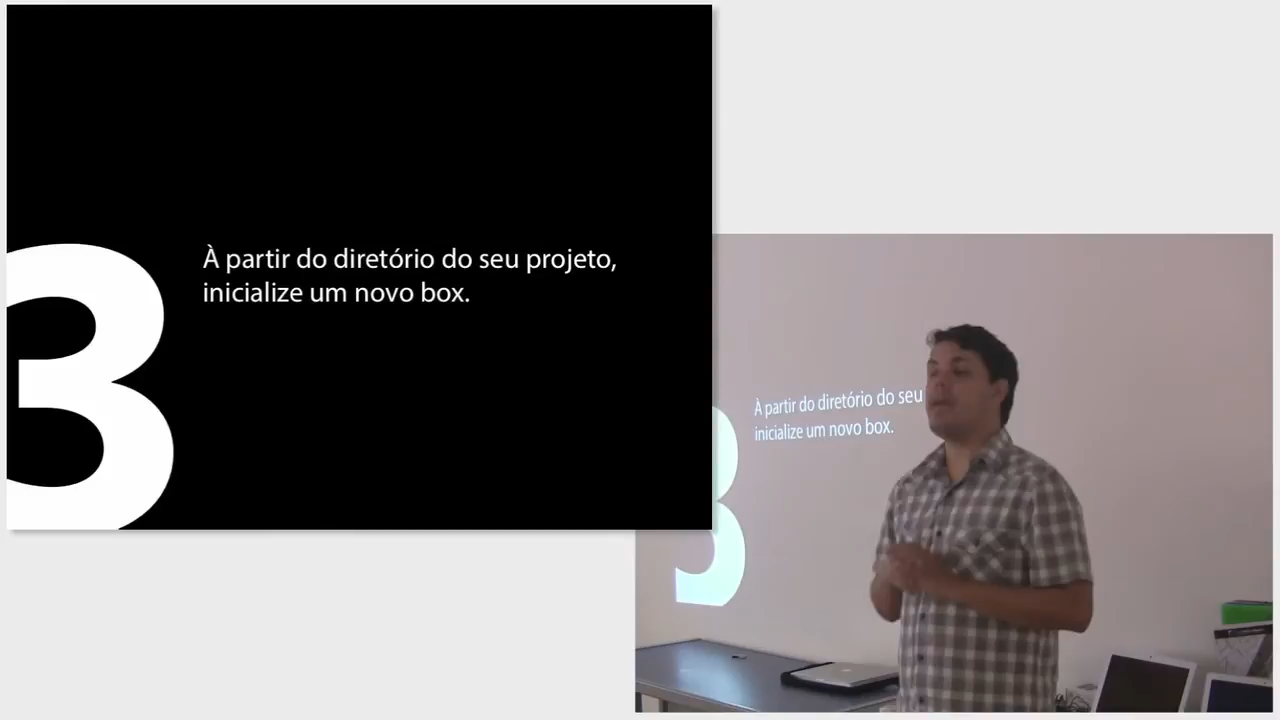 3
À partir do diretório do seu projeto,
inicialize um novo box.
3
À partir do diretório do seu
inicialize um novo box.